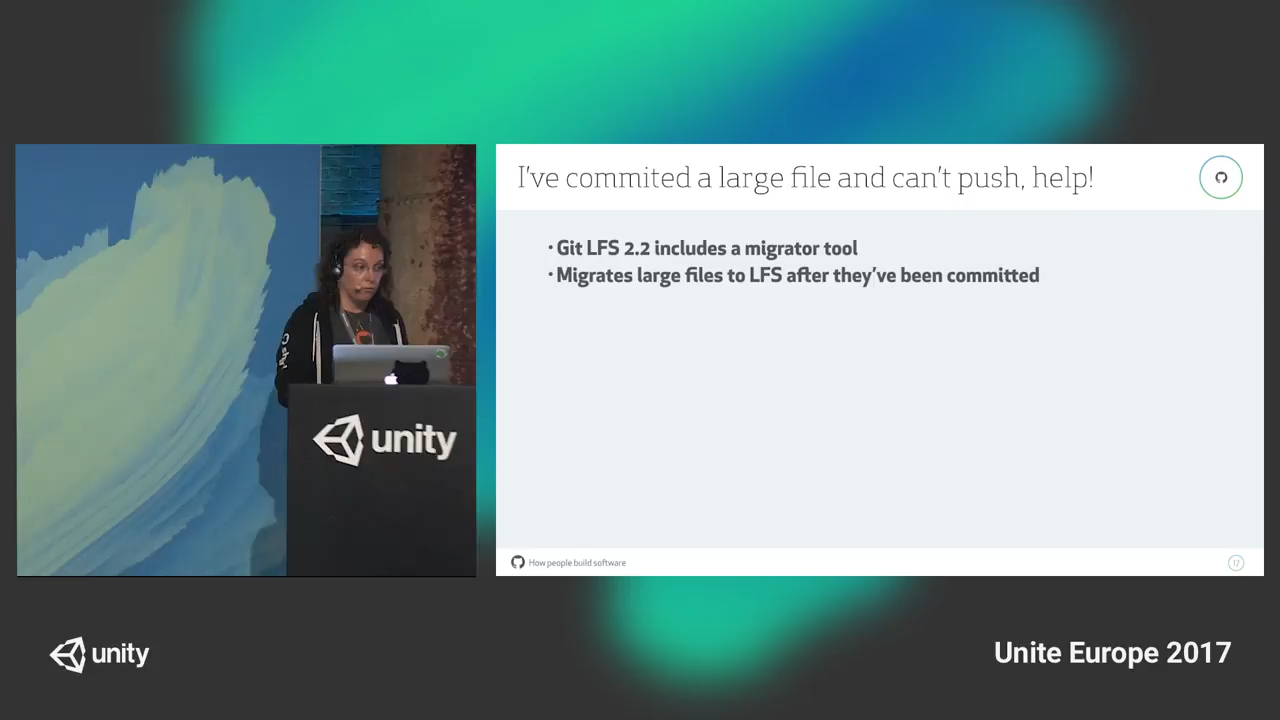 I've commited a large file and can't push, help!
· Git LFS 2.2 includes a migrator tool
· Migrates large files to LFS after they've been committed
unity
How people build software
17
unity
Unite Europe 2017